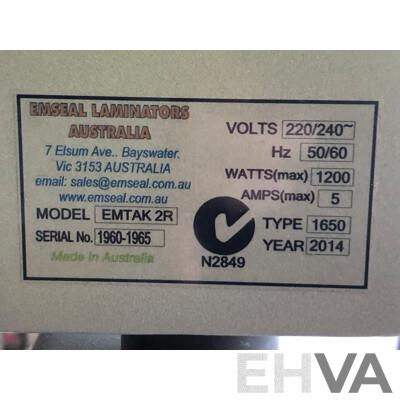 EMSEAL LAMINATORS
AUSTRALIA
7 Elsum Ave., Bayswater.
Vic 3153 AUSTRALIA
email: sales@emseal.com.au
www.emseal.com.au
MODEL EMTAK 2R
SERIAL No. 1960-1965
Made In Australia
N2849
VOLTS 220/240~
Hz 50/60
WATTS(max) 1200
AMPS(max) 5
TYPE 1650
YEAR 2014
EHVA